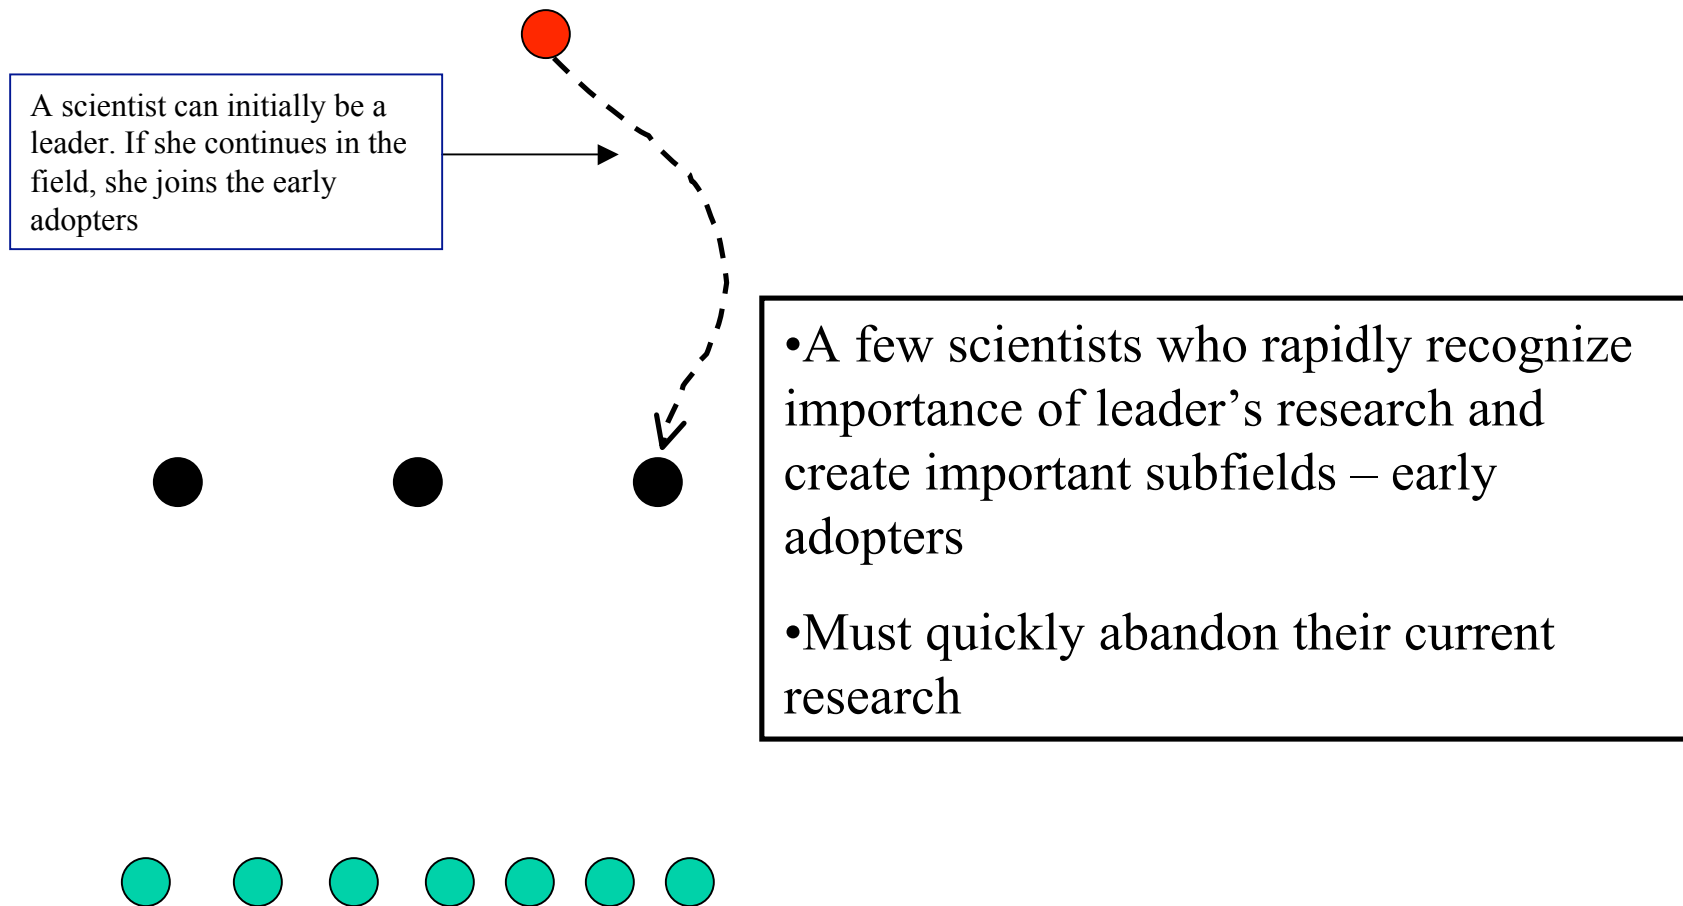 A scientist can initially be a
leader. If she continues in the
field, she joins the early
adopters
•A few scientists who rapidly recognize
importance of leader’s research and
create important subfields – early
adopters
•Must quickly abandon their current
research